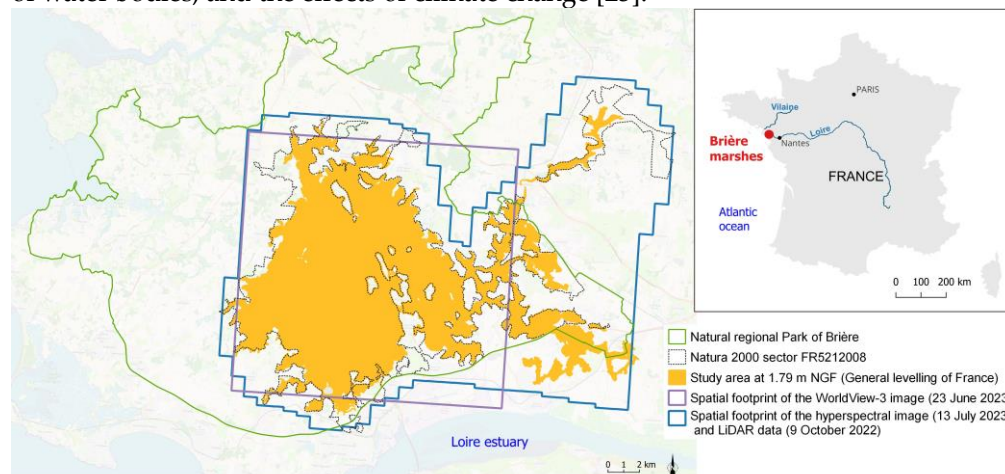 of water bodies, and the effects of climate change [25].
PARIS
Vilaine
Brière
marshes
Loire
Nantes
FRANCE
Atlantic
ocean
0 100 200 km
Natural regional Park of Brière
Natura 2000 sector FR5212008
Study area at 1.79 m NGF (General levelling of France)
Spatial footprint of the WorldView-3 image (23 June 2023
Spatial footprint of the hyperspectral image (13 July 2023
and LiDAR data (9 October 2022)
Loire estuary
0 1 2 km